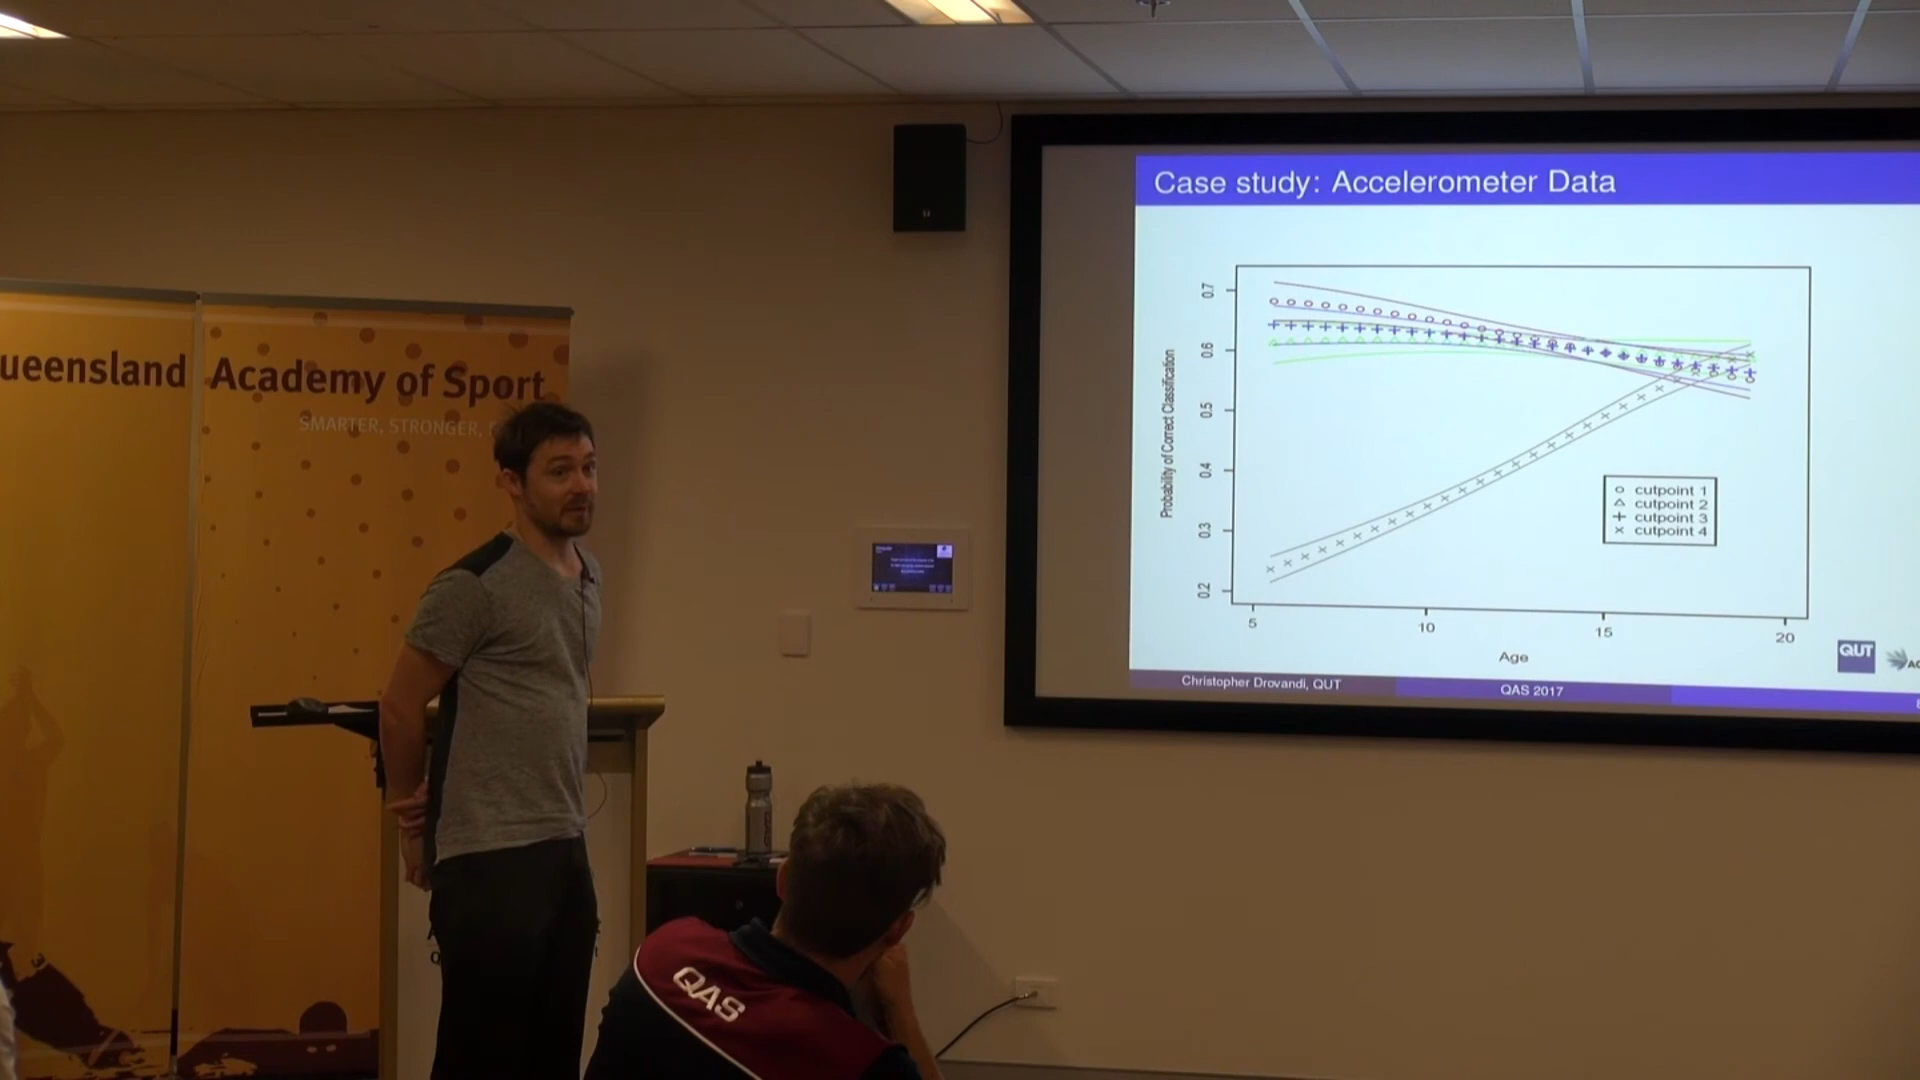 ueensland Academy of Sport
SMARTER, STRONGER,
QAS
Case study: Accelerometer Data
Probability of Correct Classification
0.7
0.6
0.5
0.4
0.3
0.2
cutpoint 1
cutpoint 2
cutpoint 3
cutpoint 4
5
10
15
20
Age
QUT
Christopher Drovandi, QUT
QAS 2017